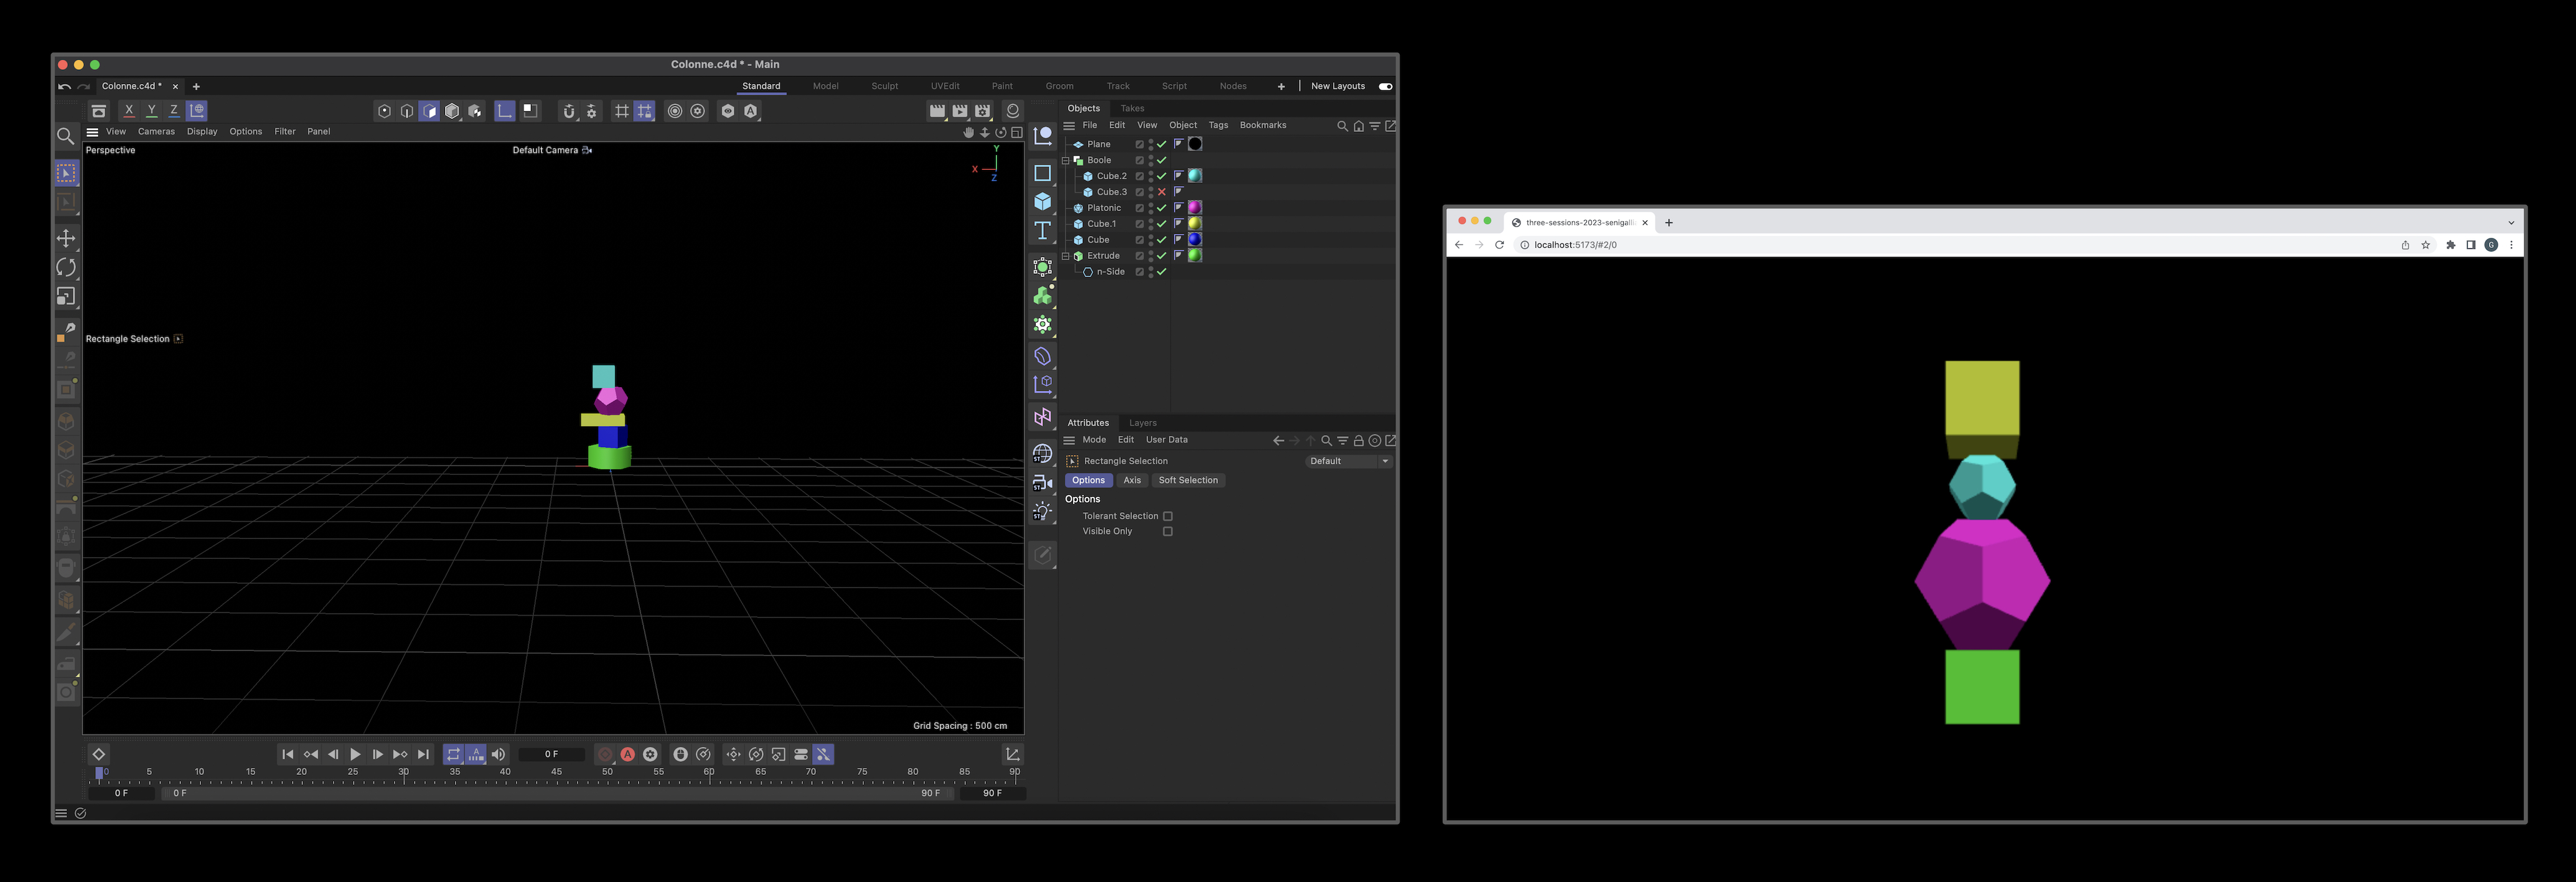 Colonne.c4d * - Main
Colonne.c4d * × +
Standard Model Sculpt UVEdit Paint Groom Track Script Nodes + | New Layouts
X Y Z
View Cameras Display Options Filter Panel
Perspective
Default Camera
Y
X
Z
Rectangle Selection
Grid Spacing : 500 cm
Objects Takes
File Edit View Object Tags Bookmarks
Plane
Boole
Cube.2
Cube.3
Platonic
Cube.1
Cube
Extrude
n-Side
Attributes Layers
Mode Edit User Data
Rectangle Selection Default
Options Axis Soft Selection
Options
Tolerant Selection
Visible Only
0 F
0 5 10 15 20 25 30 35 40 45 50 55 60 65 70 75 80 85 90
0 F 0 F 90 F 90 F
three-sessions-2023-senigalli × +
localhost:5173/#2/0
G